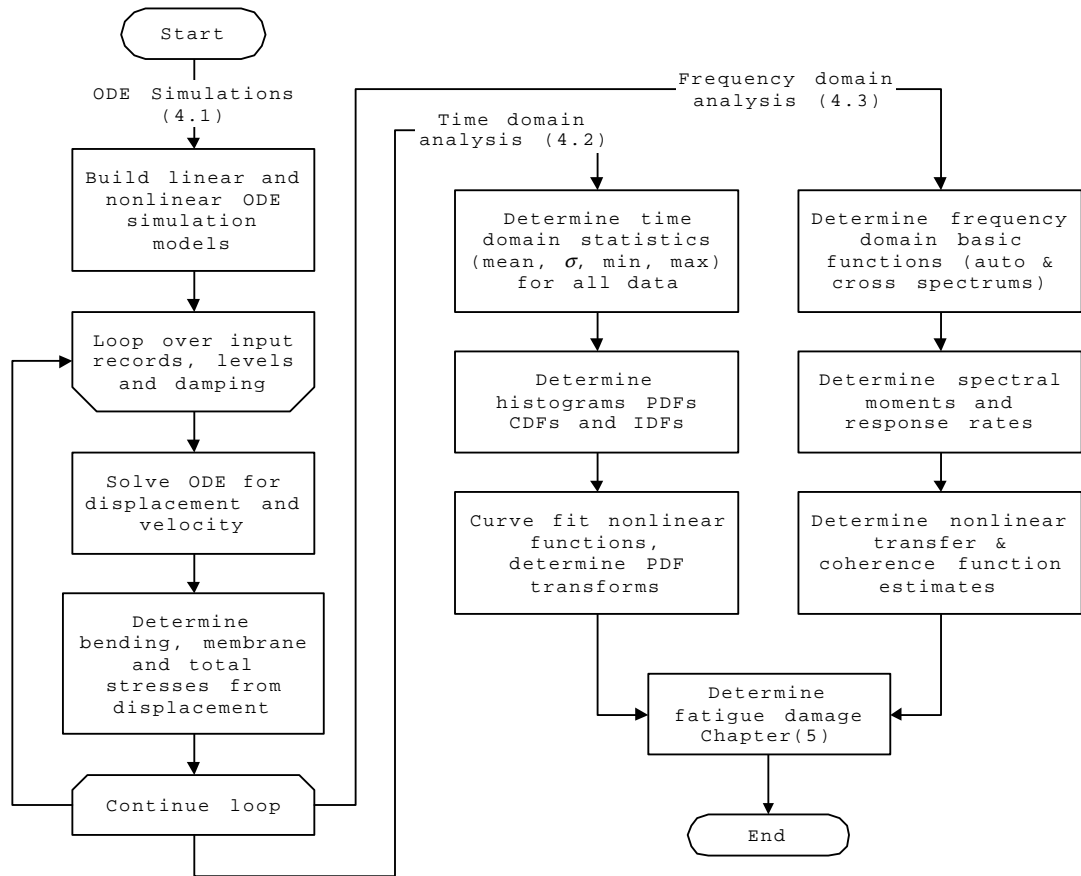 Start
ODE Simulations
(4.1)
Build linear and
nonlinear ODE
simulation
models
Loop over input
records, levels
and damping
Solve ODE for
displacement and
velocity
Determine
bending, membrane
and total
stresses from
displacement
Continue loop
Time domain
analysis (4.2)
Determine time
domain statistics
(mean, σ, min, max)
for all data
Determine
histograms PDFs
CDFs and IDFs
Curve fit nonlinear
functions,
determine PDF
transforms
Frequency domain
analysis (4.3)
Determine frequency
domain basic
functions (auto &
cross spectrums)
Determine spectral
moments and
response rates
Determine nonlinear
transfer &
coherence function
estimates
Determine
fatigue damage
Chapter(5)
End